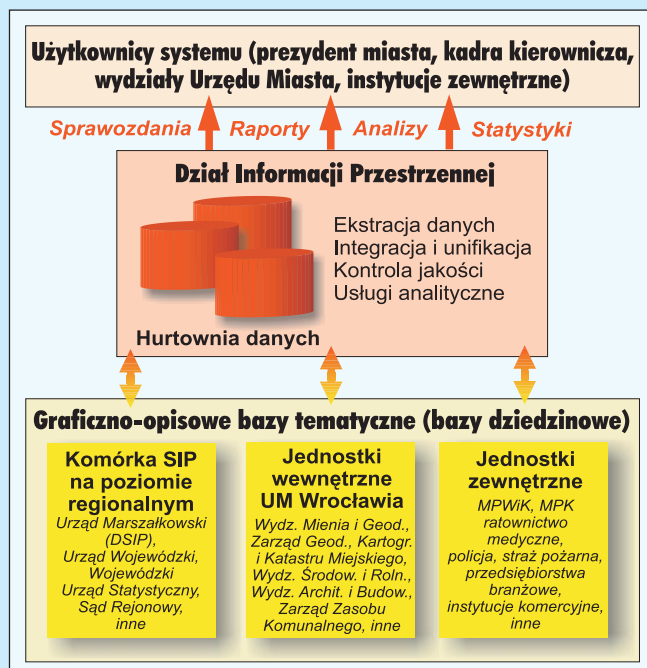 Użytkownicy systemu (prezydent miasta, kadra kierownicza,
wydziały Urzędu Miasta, instytucje zewnętrzne)
Sprawozdania Raporty Analizy Statystyki
Dział Informacji Przestrzennej
Ekstracja danych
Integracja i unifikacja
Kontrola jakości
Usługi analityczne
Hurtownia danych
Graficzno-opisowe bazy tematyczne (bazy dziedzinowe)
Komórka SIP
na poziomie
regionalnym
Urząd Marszałkowski
(DSIP),
Urząd Wojewódzki,
Wojewódzki
Urząd Statystyczny,
Sąd Rejonowy,
inne
Jednostki
wewnętrzne
UM Wrocławia
Wydz. Mienia i Geod.,
Zarząd Geod., Kartogr.
i Katastru Miejskiego,
Wydz. Środow. i Roln.,
Wydz. Archit. i Budow.,
Zarząd Zasobu
Komunalnego, inne
Jednostki
zewnętrzne
MPWiK, MPK
ratownictwo
medyczne,
policja, straż pożarna,
przedsiębiorstwa
branżowe,
instytucje komercyjne,
inne